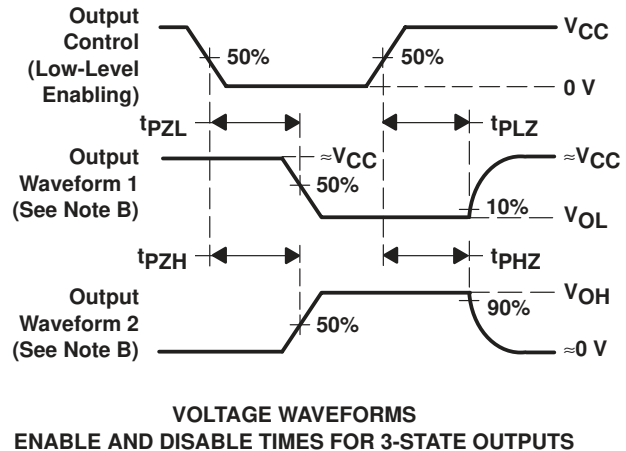 Output
Control
(Low-Level
Enabling)
50%
50%
VCC
0 V
tPZL
tPLZ
Output
Waveform 1
(See Note B)
≈VCC
50%
10%
≈VCC
VOL
tPZH
tPHZ
Output
Waveform 2
(See Note B)
50%
90%
VOH
≈0 V
VOLTAGE WAVEFORMS
ENABLE AND DISABLE TIMES FOR 3-STATE OUTPUTS